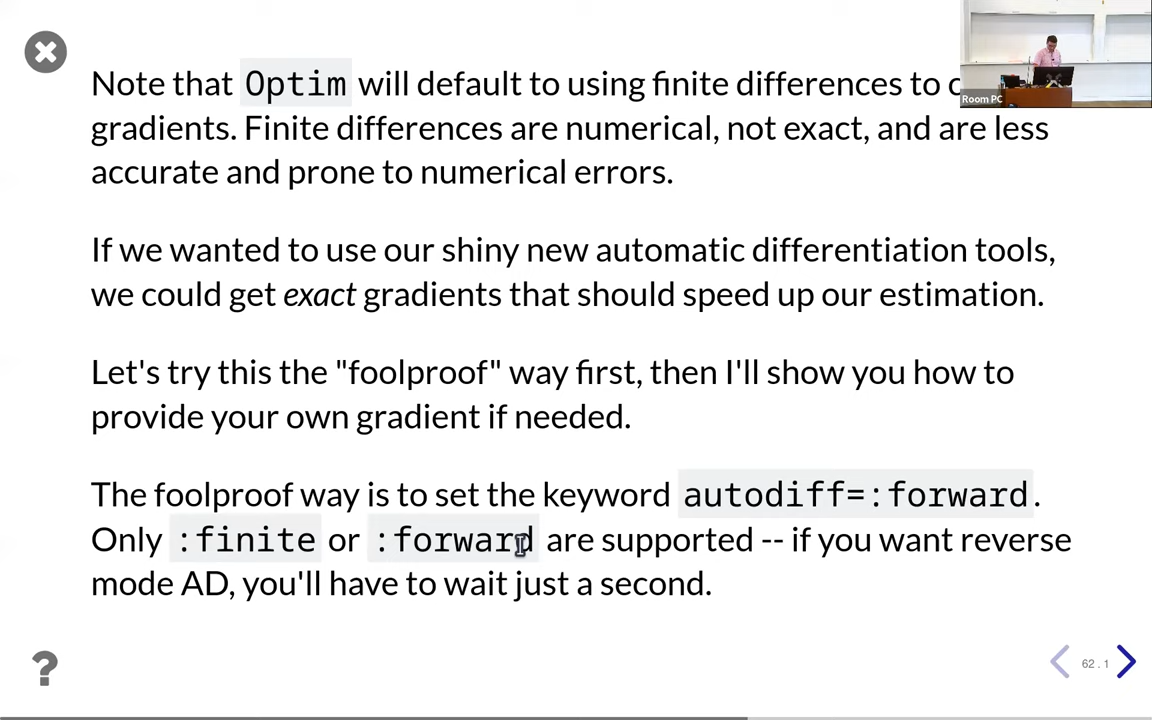 Note that Optim will default to using finite differences to
Room PC
gradients. Finite differences are numerical, not exact, and are less
accurate and prone to numerical errors.
If we wanted to use our shiny new automatic differentiation tools,
we could get exact gradients that should speed up our estimation.
Let's try this the "foolproof" way first, then I'll show you how to
provide your own gradient if needed.
The foolproof way is to set the keyword autodiff=:forward.
Only :finite or :forward are supported -- if you want reverse
mode AD, you'll have to wait just a second.
?
62.1